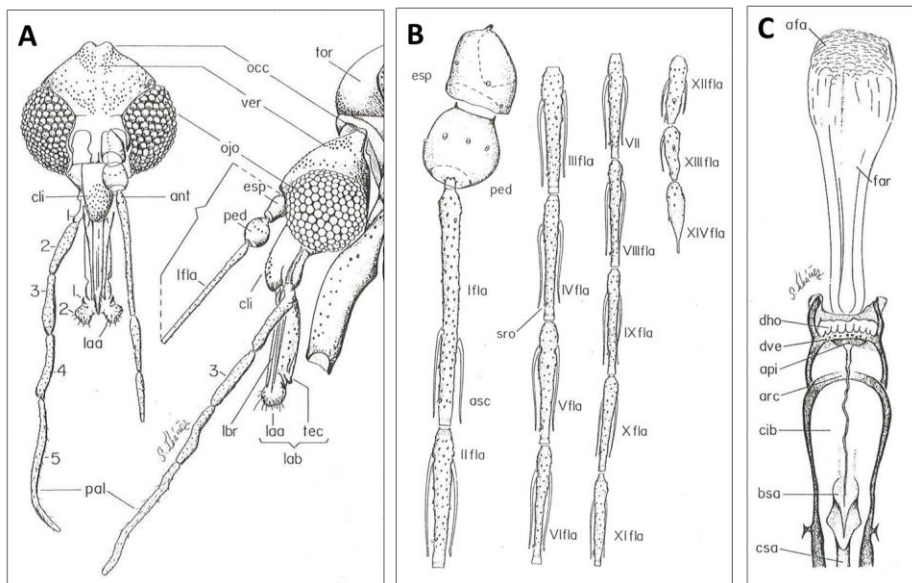 A
occ
ver
ojo
esp
tor
cli
ant
ped
1
2
3
4
5
1
2
laa
Ifla
cli
3
lbr
laa
tec
lab
pal
S. Ibáñez
B
esp
ped
Ifla
asc
IIfla
IIIfla
IVfla
sro
Vfla
VIfla
VII
VIIIfla
IXfla
Xfla
XIfla
XIIfla
XIIIfla
XIVfla
C
afa
far
S. Ibáñez
dho
dve
api
arc
cib
bsa
csa